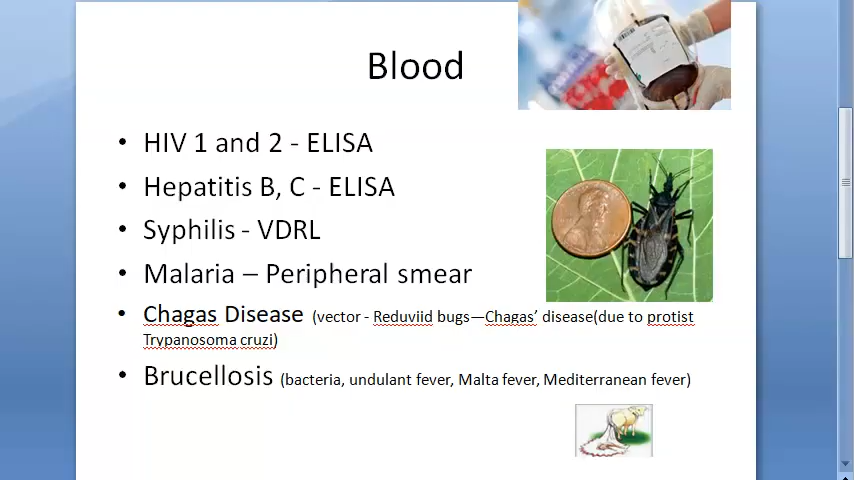 Blood
• HIV 1 and 2 - ELISA
• Hepatitis B, C - ELISA
• Syphilis - VDRL
• Malaria – Peripheral smear
• Chagas Disease (vector - Reduviid bugs—Chagas’ disease(due to protist
Trypanosoma cruzi)
• Brucellosis (bacteria, undulant fever, Malta fever, Mediterranean fever)